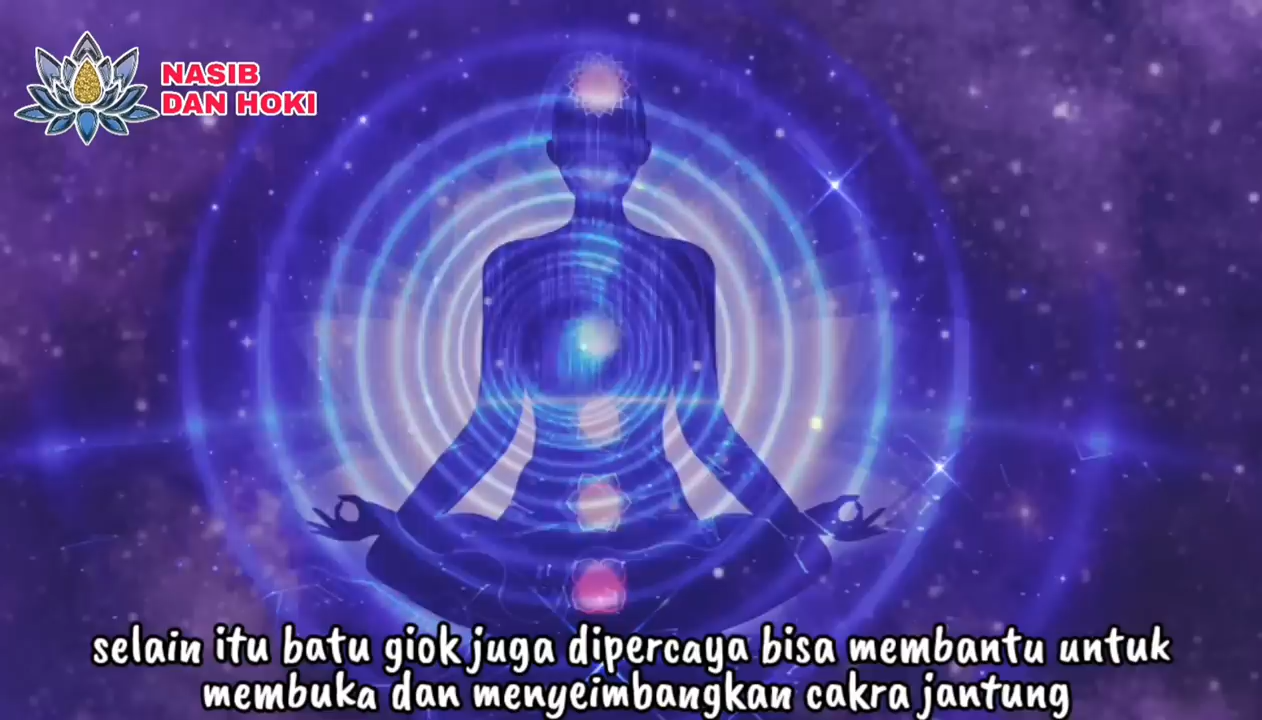 NASIB
DAN HOKI
selain itu batu giok juga dipercaya bisa membantu untuk
membuka dan menyeimbangkan cakra jantung